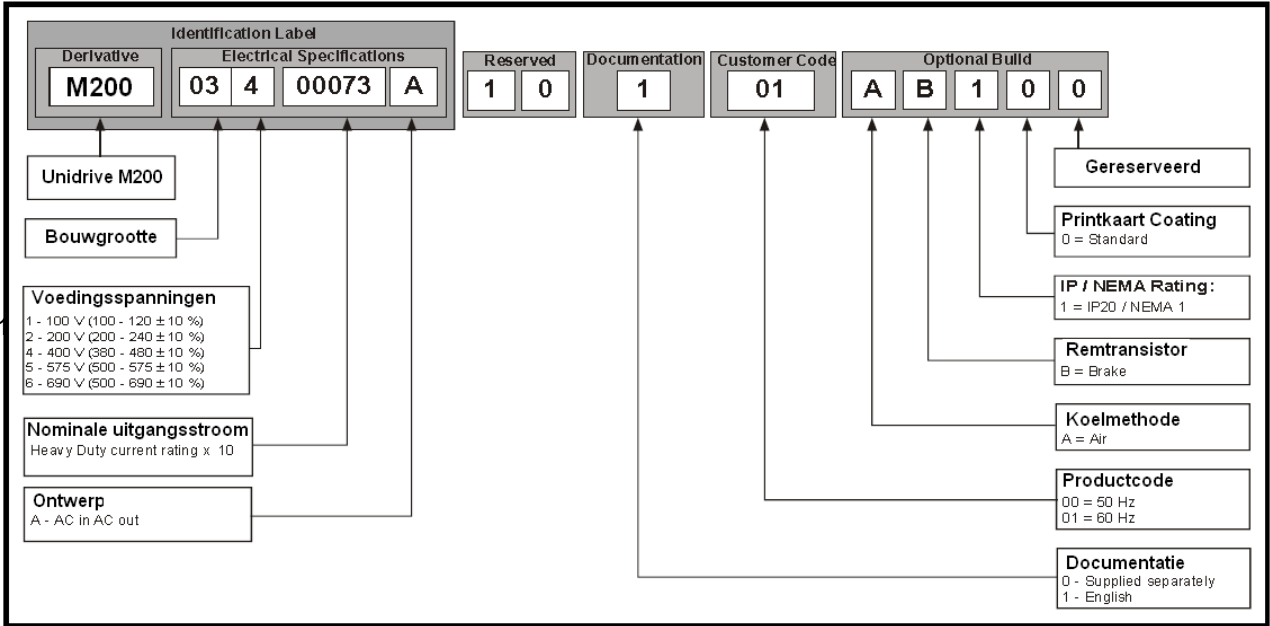 Identification Label
Derivative
Electrical Specifications
Reserved
Documentation
Customer Code
Optional Build
M200
03
4
00073
A
1
0
1
01
A
B
1
0
0
Unidrive M200
Bouwgrootte
Voedingsspanningen
1 - 100 V (100 - 120 ± 10 %)
2 - 200 V (200 - 240 ± 10 %)
4 - 400 V (380 - 480 ± 10 %)
5 - 575 V (500 - 575 ± 10 %)
6 - 690 V (500 - 690 ± 10 %)
Nominale uitgangsstroom
Heavy Duty current rating x 10
Ontwerp
A - AC in AC out
Gereserveerd
Printkaart Coating
0 = Standard
IP / NEMA Rating:
1 = IP20 / NEMA 1
Remtransistor
B = Brake
Koelmethode
A = Air
Productcode
00 = 50 Hz
01 = 60 Hz
Documentatie
0 - Supplied separately
1 - English